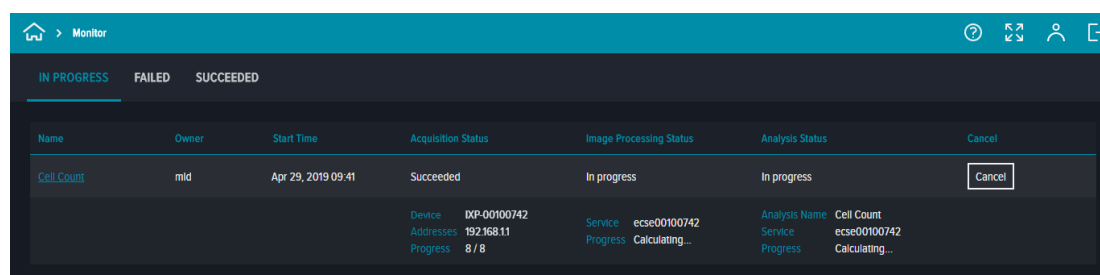 > Monitor
IN PROGRESS FAILED SUCCEEDED
Name Owner Start Time Acquisition Status Image Processing Status Analysis Status Cancel
Cell Count mld Apr 29, 2019 09:41 Succeeded In progress In progress Cancel
Device IXP-00100742
Addresses 192.168.1.1
Progress 8 / 8
Service ecse00100742
Progress Calculating...
Analysis Name Cell Count
Service ecse00100742
Progress Calculating...